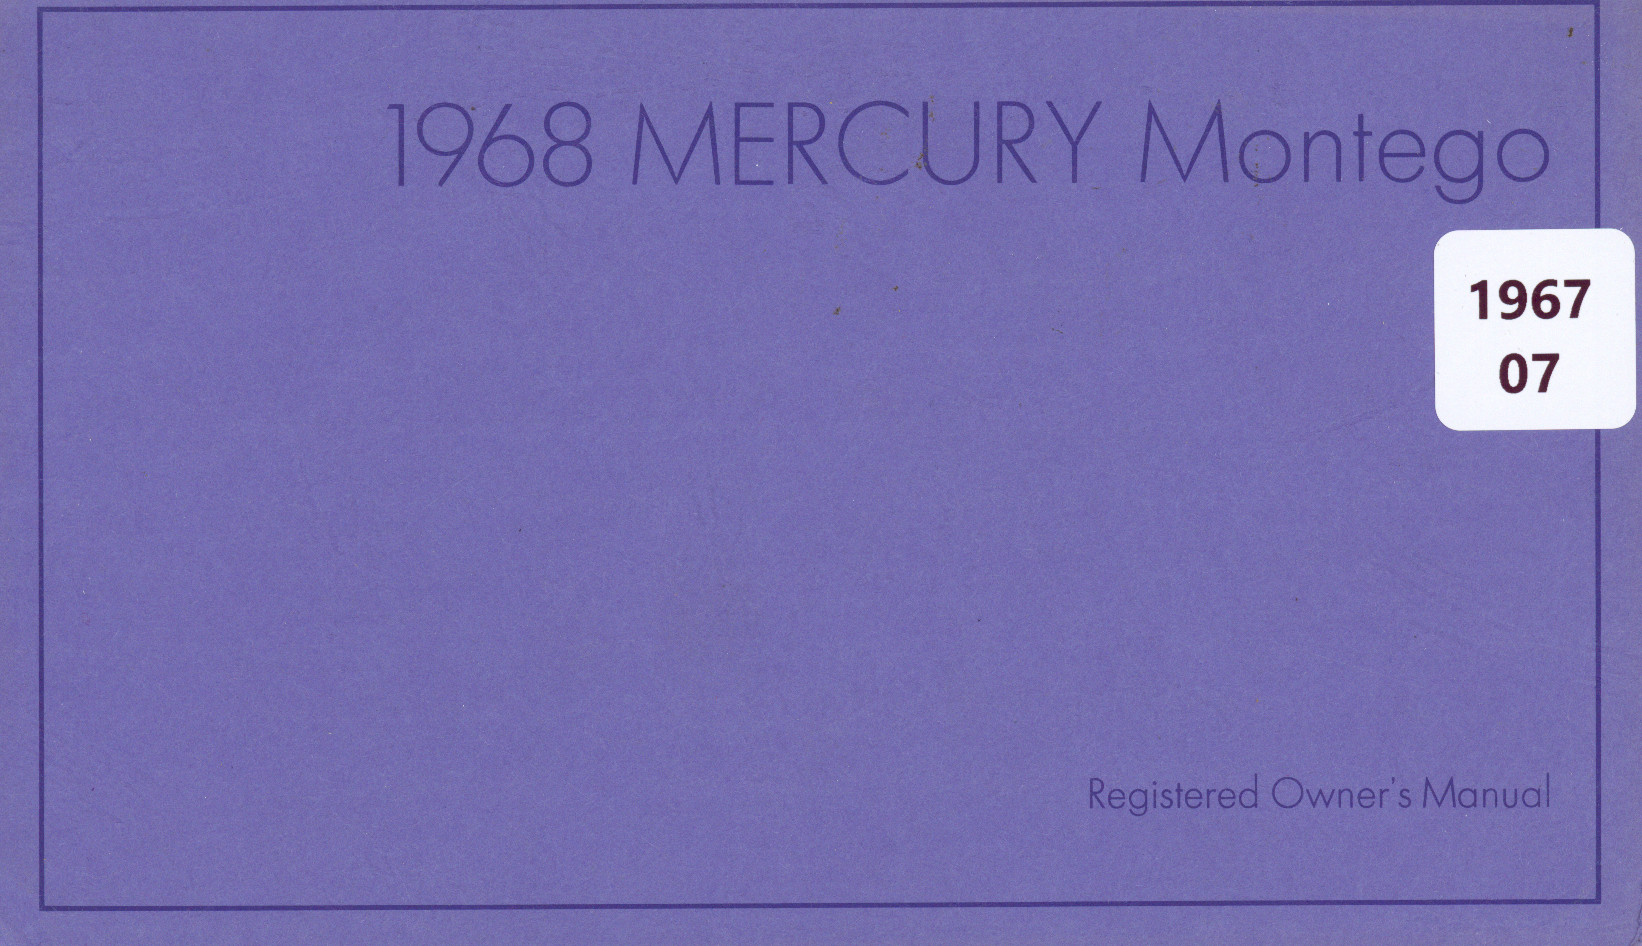 1968 MERCURY Montego
1967
07
Registered Owner's Manual